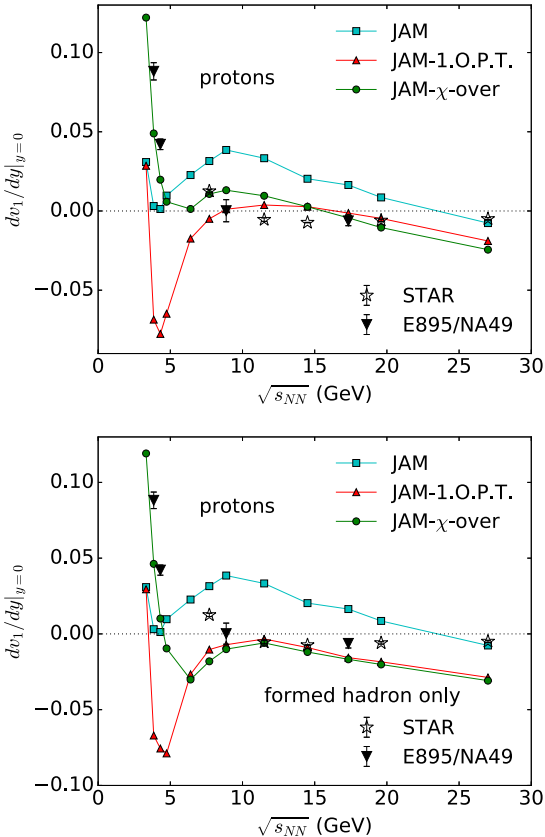 0.10
0.05
0.00
−0.05
dv₁/dy|y=0
protons
JAM
JAM-1.O.P.T.
JAM-χ-over
STAR
E895/NA49
0 5 10 15 20 25 30
√sNN (GeV)
0.10
0.05
0.00
−0.05
−0.10
dv₁/dy|y=0
protons
JAM
JAM-1.O.P.T.
JAM-χ-over
formed hadron only
STAR
E895/NA49
0 5 10 15 20 25 30
√sNN (GeV)